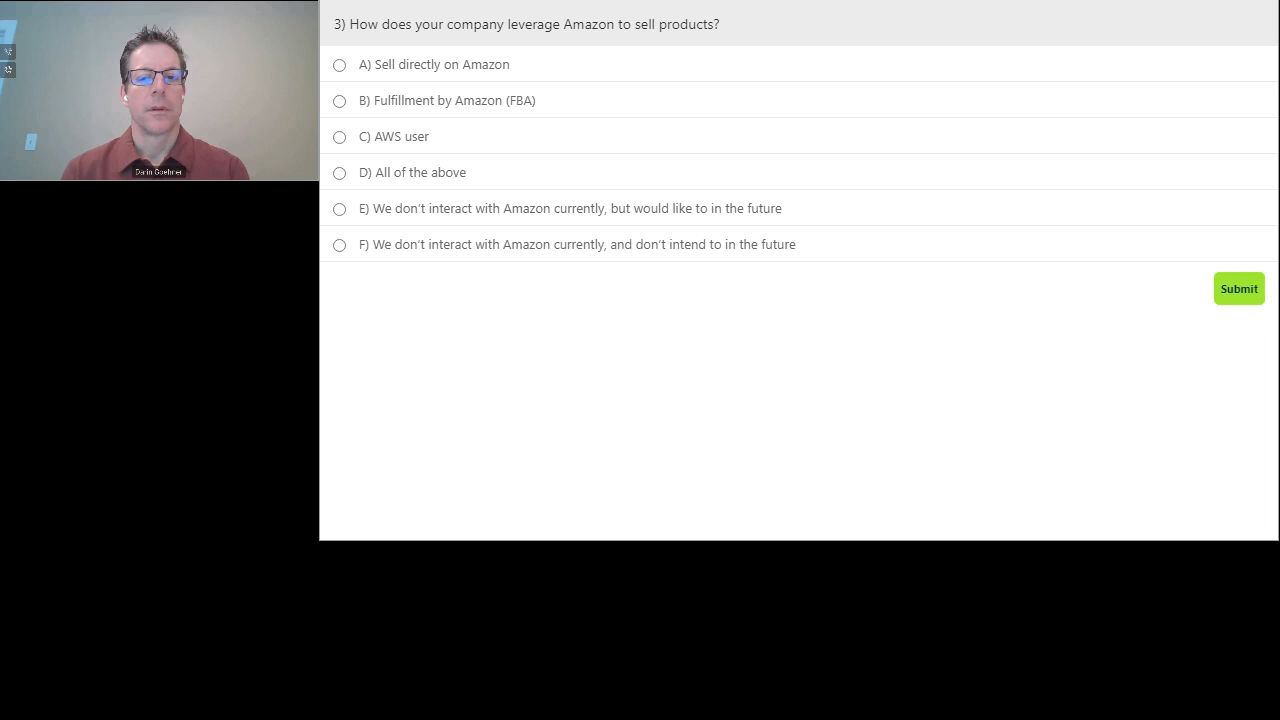 3) How does your company leverage Amazon to sell products?
A) Sell directly on Amazon
B) Fulfillment by Amazon (FBA)
C) AWS user
D) All of the above
E) We don't interact with Amazon currently, but would like to in the future
F) We don't interact with Amazon currently, and don't intend to in the future
Submit
Darin Goehner